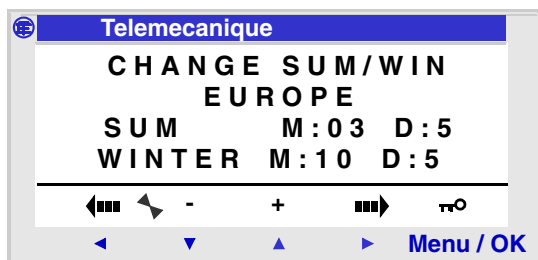 Telemecanique
CHANGE SUM/WIN
EUROPE
SUM M:03 D:5
WINTER M:10 D:5
- +
Menu / OK